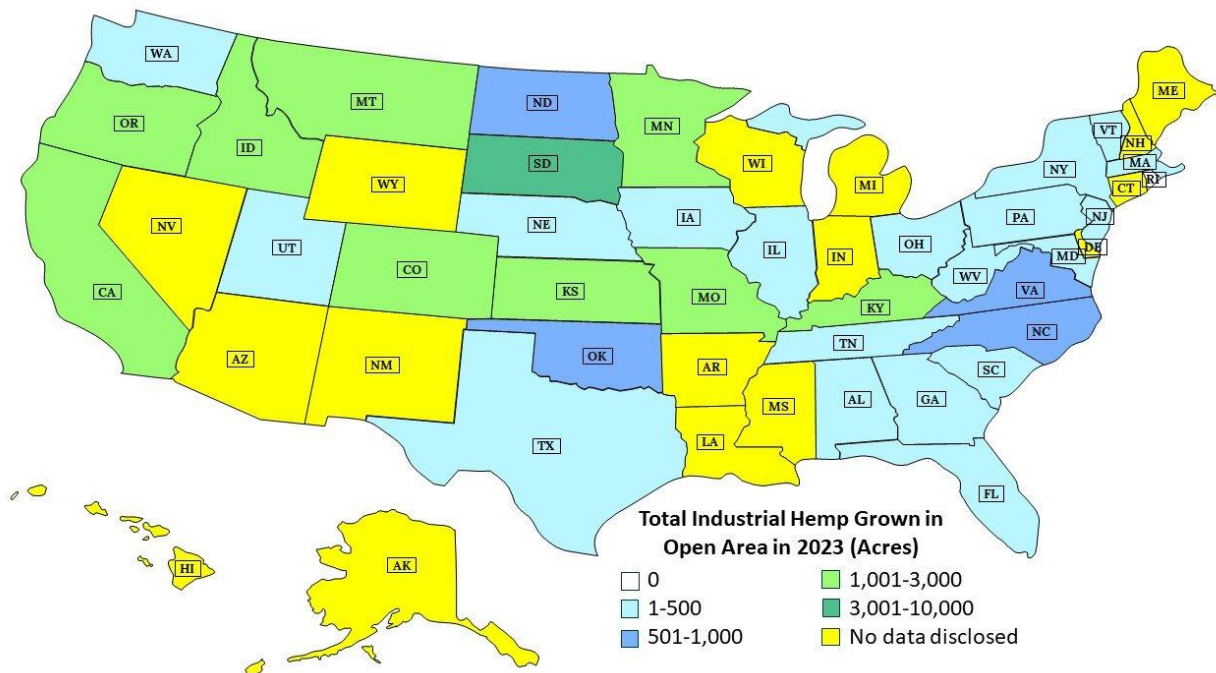 WA
MT
ND
MN
OR
ID
SD
WI
MI
ME
VT
NH
NY
MA
CT
RI
WY
NV
UT
NE
IA
PA
NJ
IL
IN
OH
MD
DE
WV
CA
CO
KS
MO
KY
VA
NC
TN
SC
AZ
NM
OK
AR
MS
AL
GA
TX
LA
FL
HI
AK
Total Industrial Hemp Grown in
Open Area in 2023 (Acres)
0
1-500
501-1,000
1,001-3,000
3,001-10,000
No data disclosed